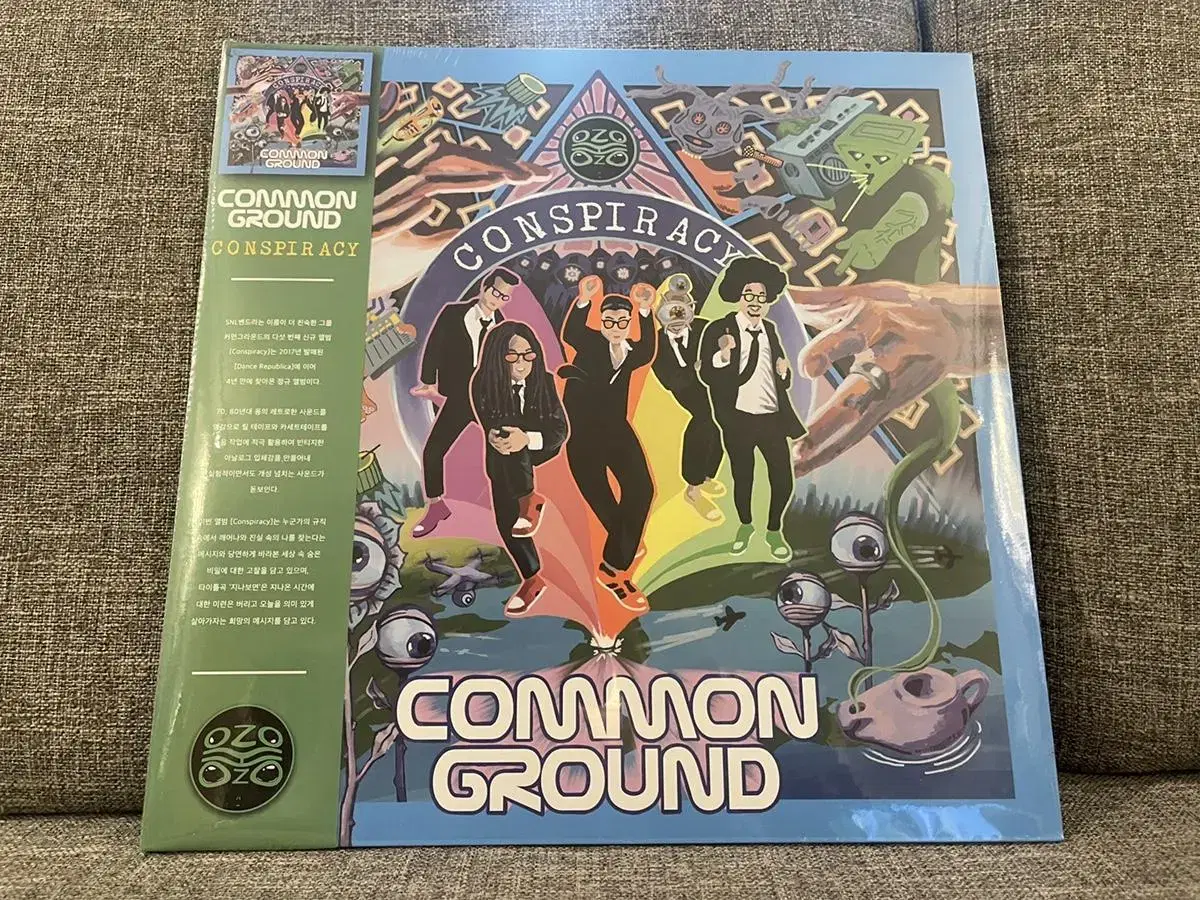 CONSPIRACY
COMMON
GROUND
COMMON
GROUND
CONSPIRACY
SNL밴드라는 이름이 더 친숙한 그룹
커먼그라운드의 다섯 번째 신규 앨범
[Conspiracy]는 2017년 발매된
[Dance Republica]에 이어
4년 만에 찾아온 정규 앨범이다.
70, 80년대 풍의 레트로한 사운드를
영감으로 릴 테이프와 카세트테이프를
작업에 적극 활용하여 빈티지한
아날로그 입체감을 만들어내
실험적이면서도 개성 넘치는 사운드가
돋보인다.
이번 앨범 [Conspiracy]는 누군가의 규칙
속에서 깨어나와 진실 속의 나를 찾는다는
메시지와 당연하게 바라본 세상 속 숨은
비밀에 대한 고찰을 담고 있으며,
타이틀곡 '지나보면'은 지나온 시간에
대한 미련은 버리고 오늘을 의미 있게
살아가자는 희망의 메시지를 담고 있다.
OZO
OZO
OZO
OZO
CONSPIRACY
COMMON
GROUND